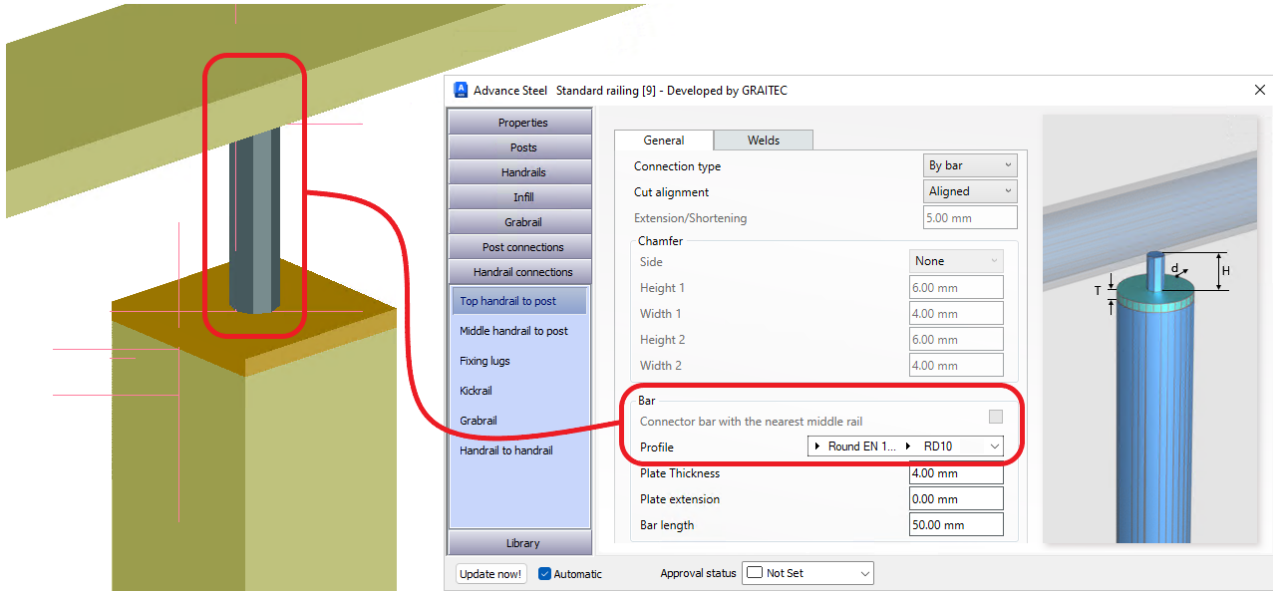 Advance Steel Standard railing [9] - Developed by GRAITEC
Properties
Posts
Handrails
Infill
Grabrail
Post connections
Handrail connections
Top handrail to post
Middle handrail to post
Fixing lugs
Kickrail
Grabrail
Handrail to handrail
Library
General Welds
Connection type By bar
Cut alignment Aligned
Extension/Shortening 5.00 mm
Chamfer
Side None
Height 1 6.00 mm
Width 1 4.00 mm
Height 2 6.00 mm
Width 2 4.00 mm
Bar
Connector bar with the nearest middle rail
Profile Round EN 1... RD10
Plate Thickness 4.00 mm
Plate extension 0.00 mm
Bar length 50.00 mm
d H
T
Update now! Automatic Approval status Not Set